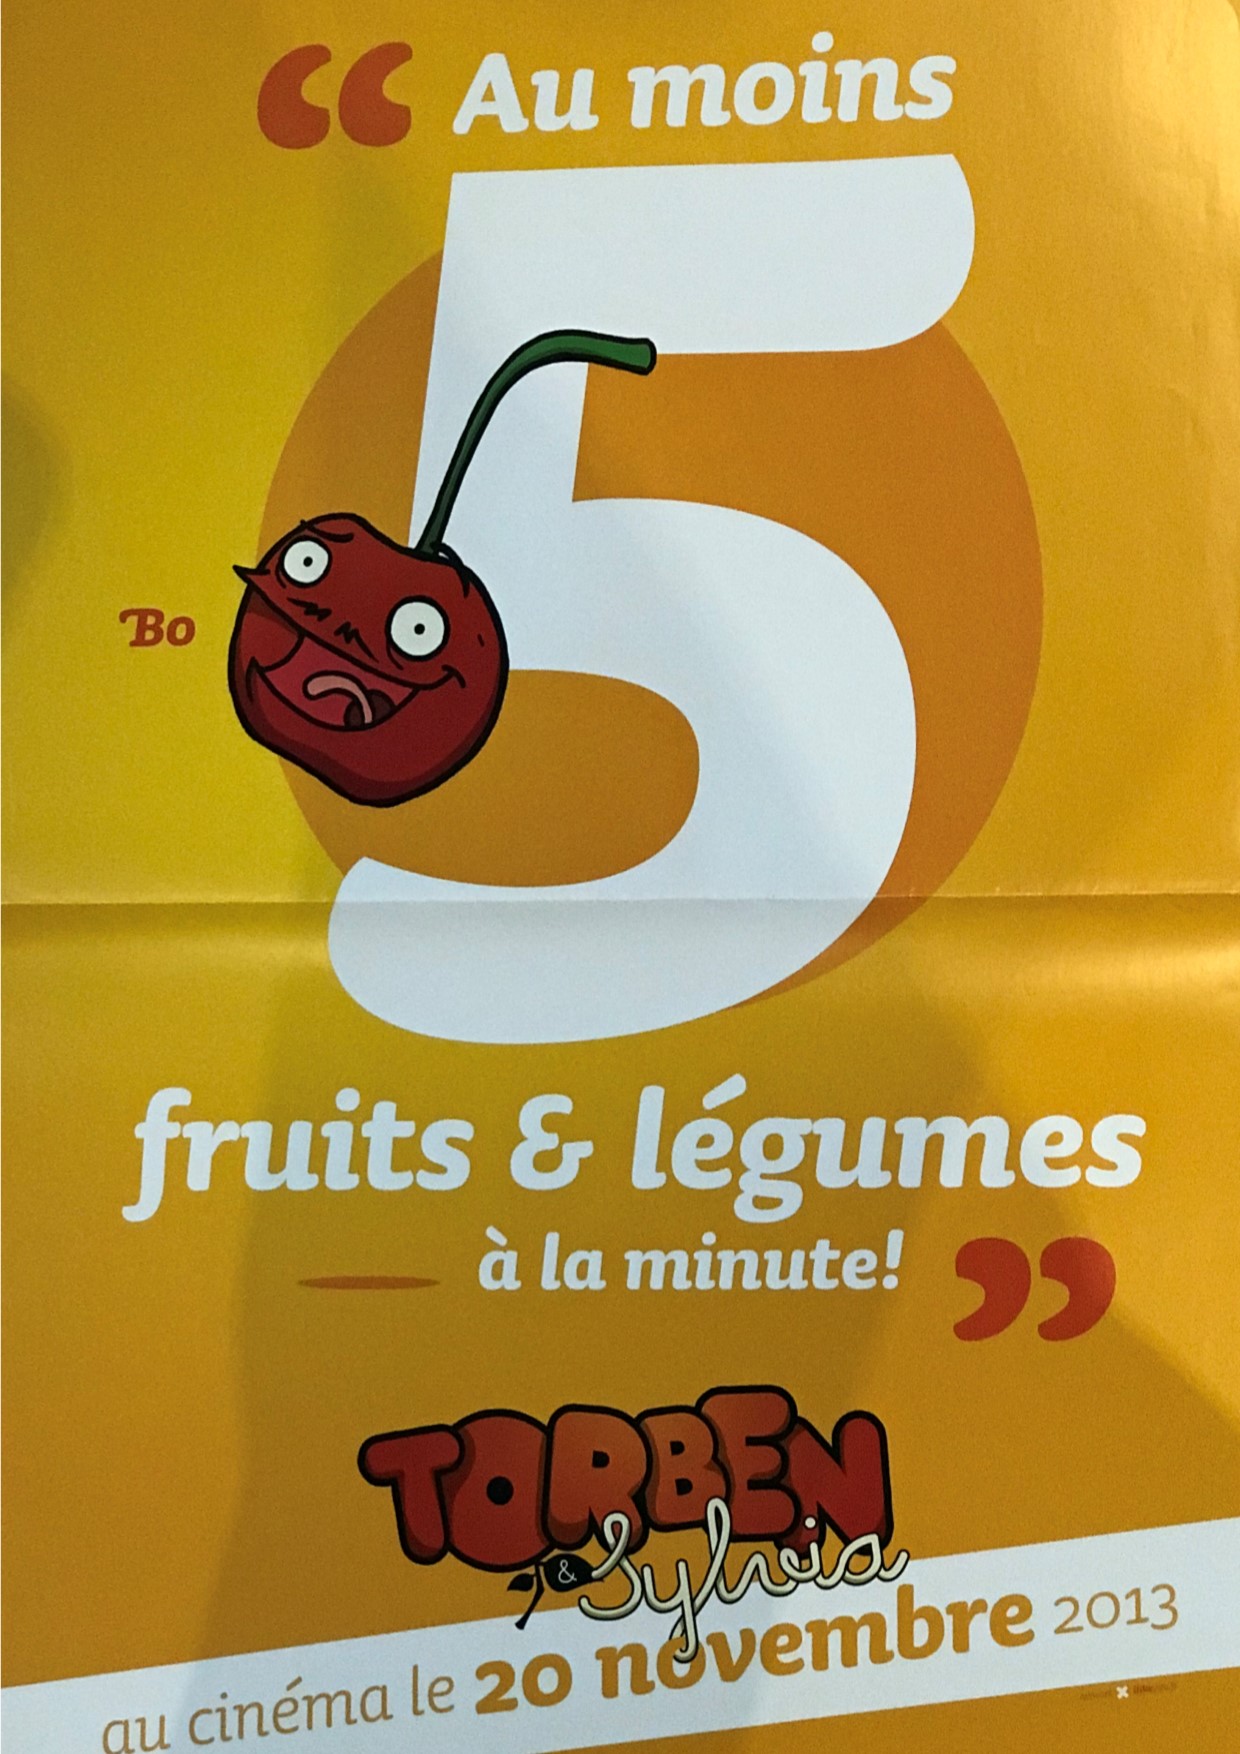 “ Au moins
5
Bo
fruits & légumes
à la minute! ”
TORBEN
& Sylvia
au cinéma le 20 novembre 2013